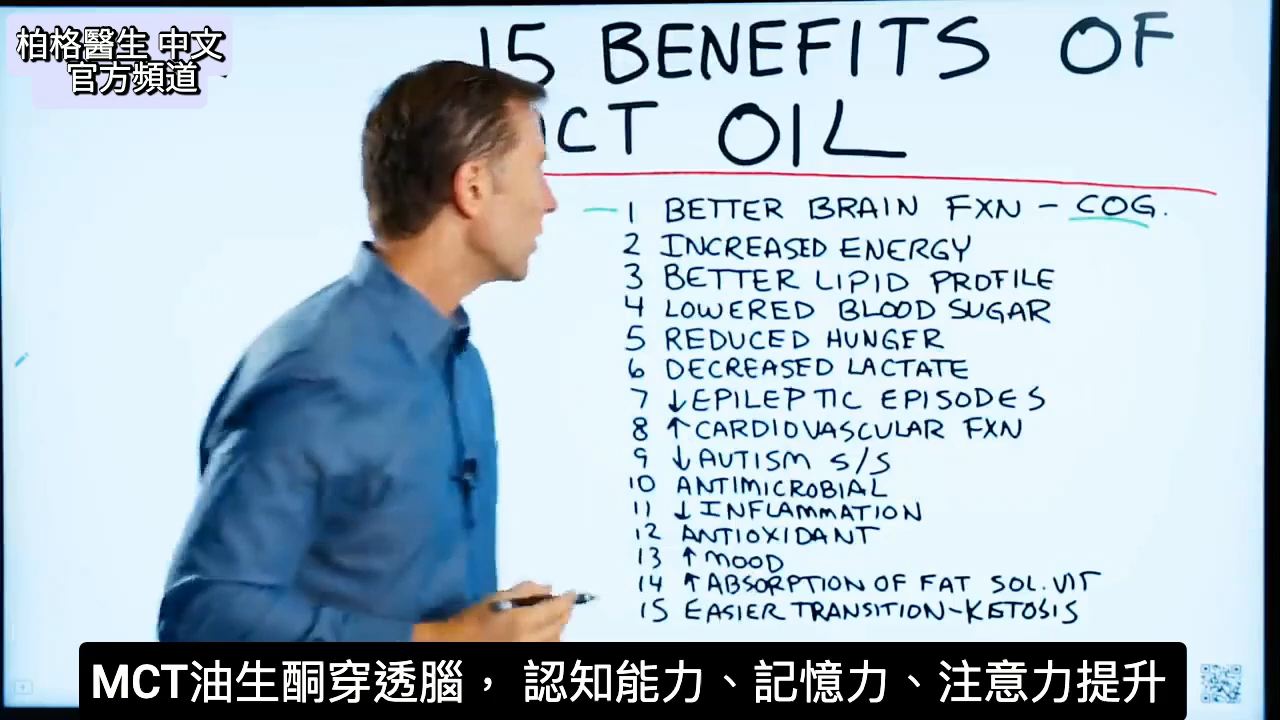 柏格醫生 中文
官方頻道
15 BENEFITS OF
CT OIL
1 BETTER BRAIN FXN - COG.
2 INCREASED ENERGY
3 BETTER LIPID PROFILE
4 LOWERED BLOOD SUGAR
5 REDUCED HUNGER
6 DECREASED LACTATE
7 ↓ EPILEPTIC EPISODES
8 ↑ CARDIOVASCULAR FXN
9 ↓ AUTISM S/S
10 ANTIMICROBIAL
11 ↓ INFLAMMATION
12 ANTIOXIDANT
13 ↑ MOOD
14 ↑ ABSORPTION OF FAT SOL. VIT
15 EASIER TRANSITION-KETOSIS
MCT油生酮穿透腦， 認知能力、記憶力、注意力提升